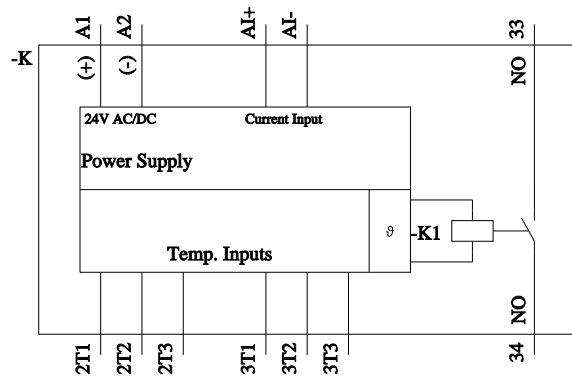 A1
A2
AI+
AI-
33
-K
(+)
(-)
NO
24V AC/DC
Current Input
Power Supply
ϑ
-K1
Temp. Inputs
NO
2T1
2T2
2T3
3T1
3T2
3T3
34